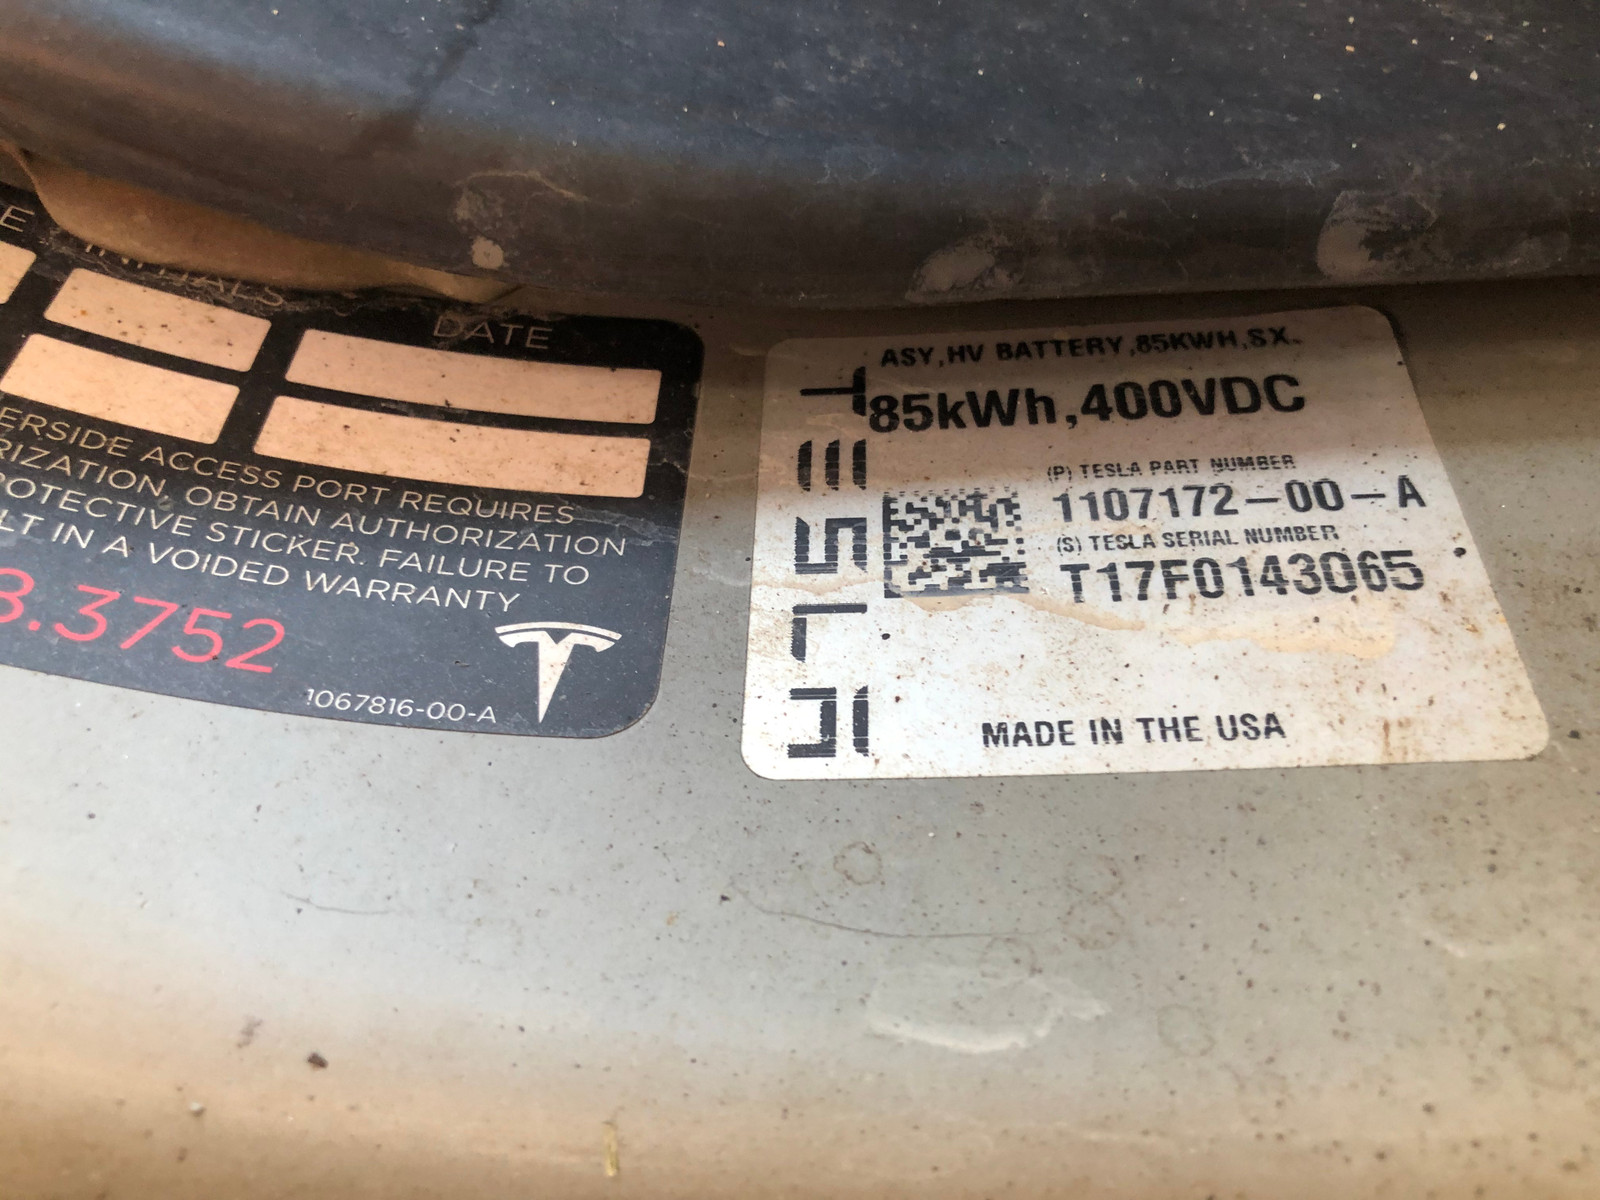 INITIALS
DATE
ERSIDE ACCESS PORT REQUIRES
RIZATION, OBTAIN AUTHORIZATION
OTECTIVE STICKER. FAILURE TO
LT IN A VOIDED WARRANTY
3.3752
1067816-00-A
TESLA
ASY,HV BATTERY,85KWH,SX.
85kWh,400VDC
(P) TESLA PART NUMBER
1107172-00-A
(S) TESLA SERIAL NUMBER
T17F0143065
MADE IN THE USA